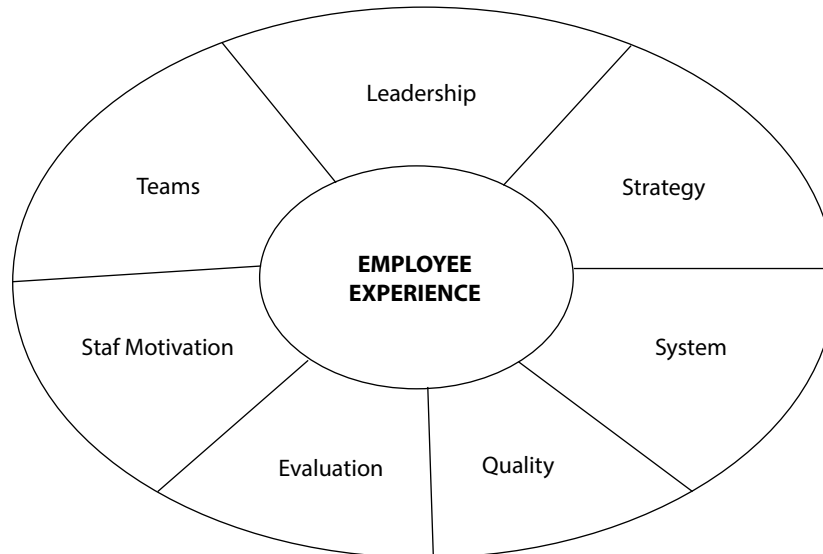 Leadership
Teams
Strategy
EMPLOYEE
EXPERIENCE
Staf Motivation
System
Evaluation
Quality